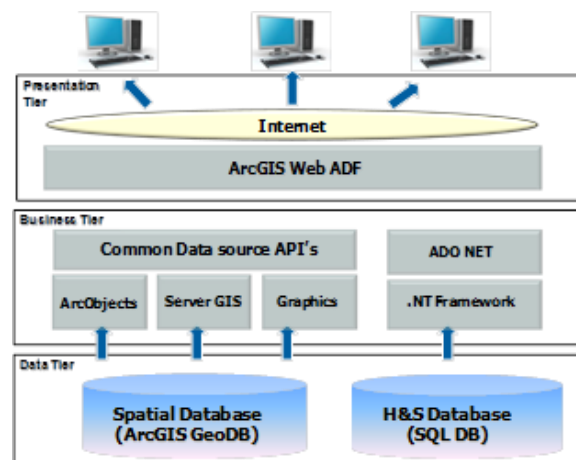 Presentation
Tier
Internet
ArcGIS Web ADF
Business Tier
Common Data source API's
ADO NET
ArcObjects
Server GIS
Graphics
.NT Framework
Data Tier
Spatial Database
(ArcGIS GeoDB)
H&S Database
(SQL DB)